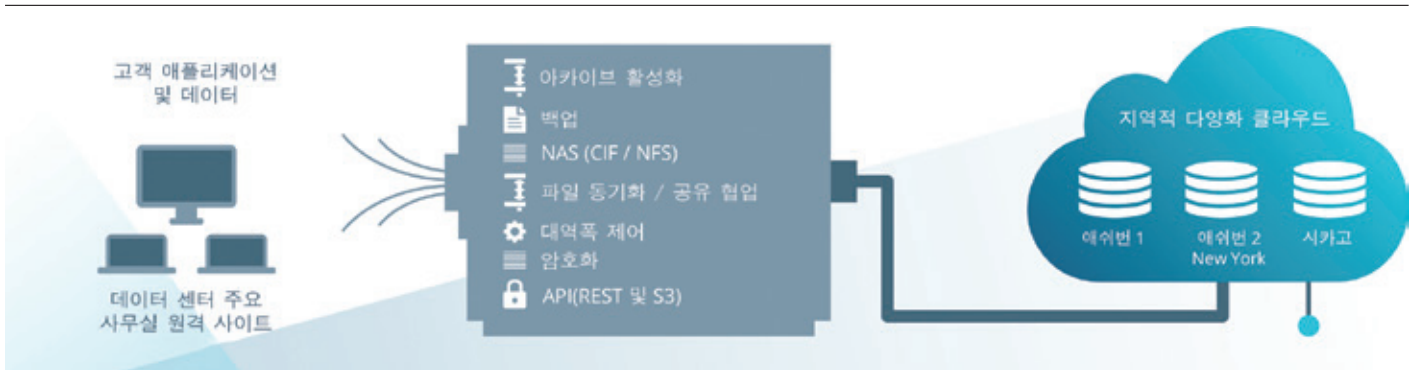 고객 애플리케이션
및 데이터
데이터 센터 주요
사무실 원격 사이트
아카이브 활성화
백업
NAS (CIF / NFS)
파일 동기화 / 공유 협업
대역폭 제어
암호화
API(REST 및 S3)
지역적 다양화 클라우드
애쉬번 1
애쉬번 2
New York
시카고